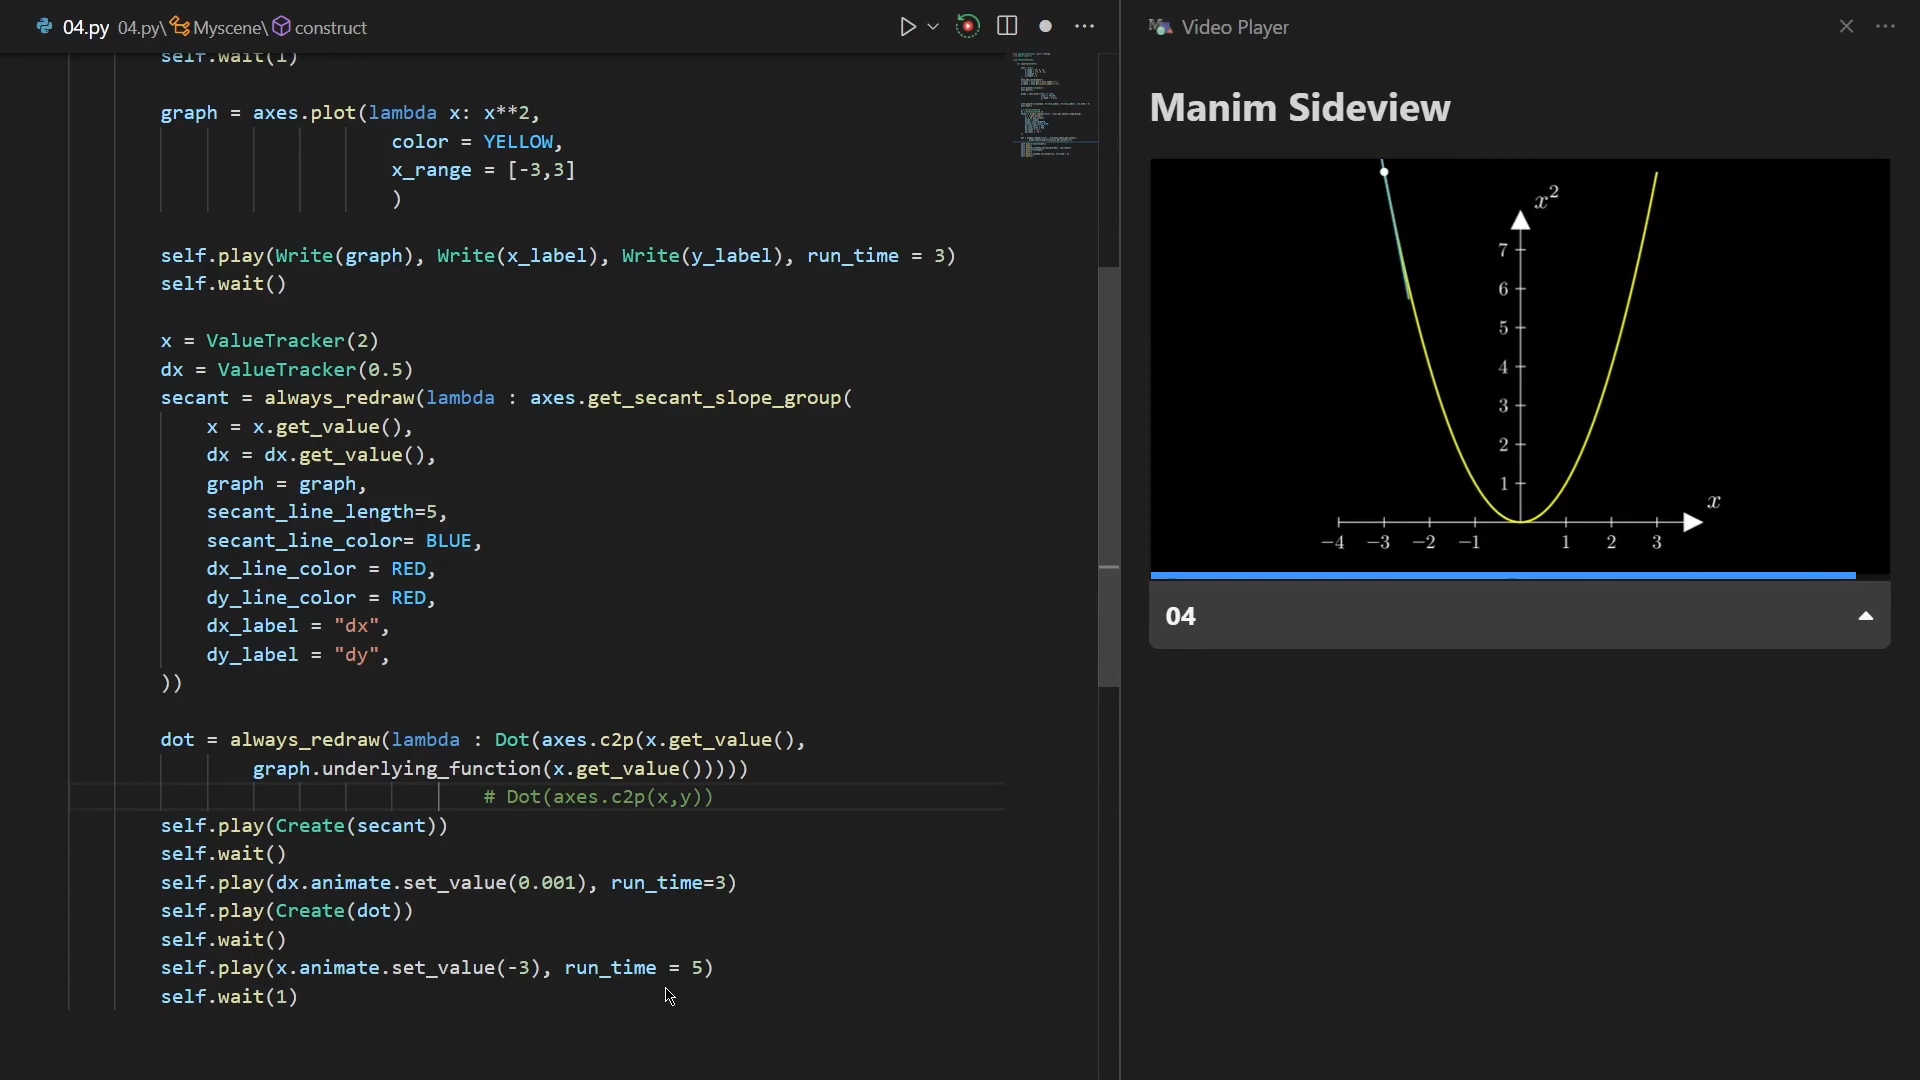 04.py 04.py\ Myscene\ construct
self.wait(1)
graph = axes.plot(lambda x: x**2,
color = YELLOW,
x_range = [-3,3]
)
self.play(Write(graph), Write(x_label), Write(y_label), run_time = 3)
self.wait()
x = ValueTracker(2)
dx = ValueTracker(0.5)
secant = always_redraw(lambda : axes.get_secant_slope_group(
x = x.get_value(),
dx = dx.get_value(),
graph = graph,
secant_line_length=5,
secant_line_color= BLUE,
dx_line_color = RED,
dy_line_color = RED,
dx_label = "dx",
dy_label = "dy",
))
dot = always_redraw(lambda : Dot(axes.c2p(x.get_value(),
graph.underlying_function(x.get_value()))))
# Dot(axes.c2p(x,y))
self.play(Create(secant))
self.wait()
self.play(dx.animate.set_value(0.001), run_time=3)
self.play(Create(dot))
self.wait()
self.play(x.animate.set_value(-3), run_time = 5)
self.wait(1)
Video Player
Manim Sideview
x²
7
6
5
4
3
2
1
x
−4 −3 −2 −1 1 2 3
04